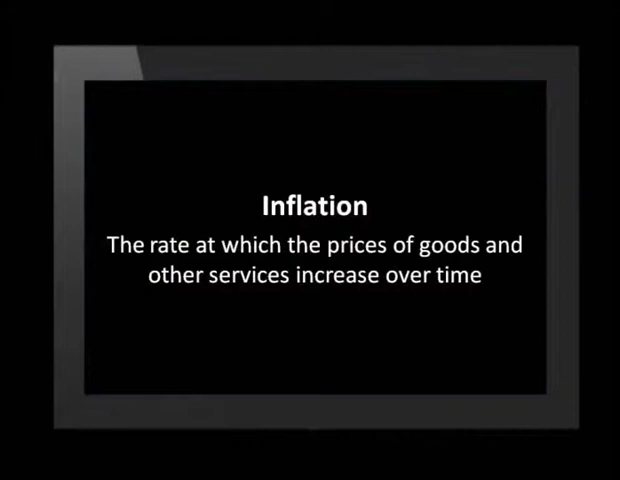 Inflation
The rate at which the prices of goods and
other services increase over time